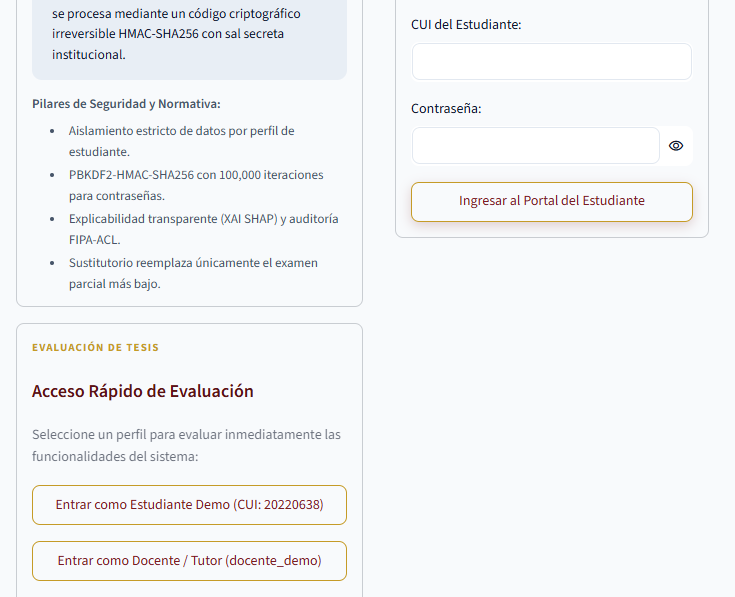 se procesa mediante un código criptográfico
irreversible HMAC-SHA256 con sal secreta
institucional.
Pilares de Seguridad y Normativa:
Aislamiento estricto de datos por perfil de
estudiante.
PBKDF2-HMAC-SHA256 con 100,000 iteraciones
para contraseñas.
Explicabilidad transparente (XAI SHAP) y auditoría
FIPA-ACL.
Sustitutorio reemplaza únicamente el examen
parcial más bajo.
EVALUACIÓN DE TESIS
Acceso Rápido de Evaluación
Seleccione un perfil para evaluar inmediatamente las
funcionalidades del sistema:
Entrar como Estudiante Demo (CUI: 20220638)
Entrar como Docente / Tutor (docente_demo)
CUI del Estudiante:
Contraseña:
Ingresar al Portal del Estudiante